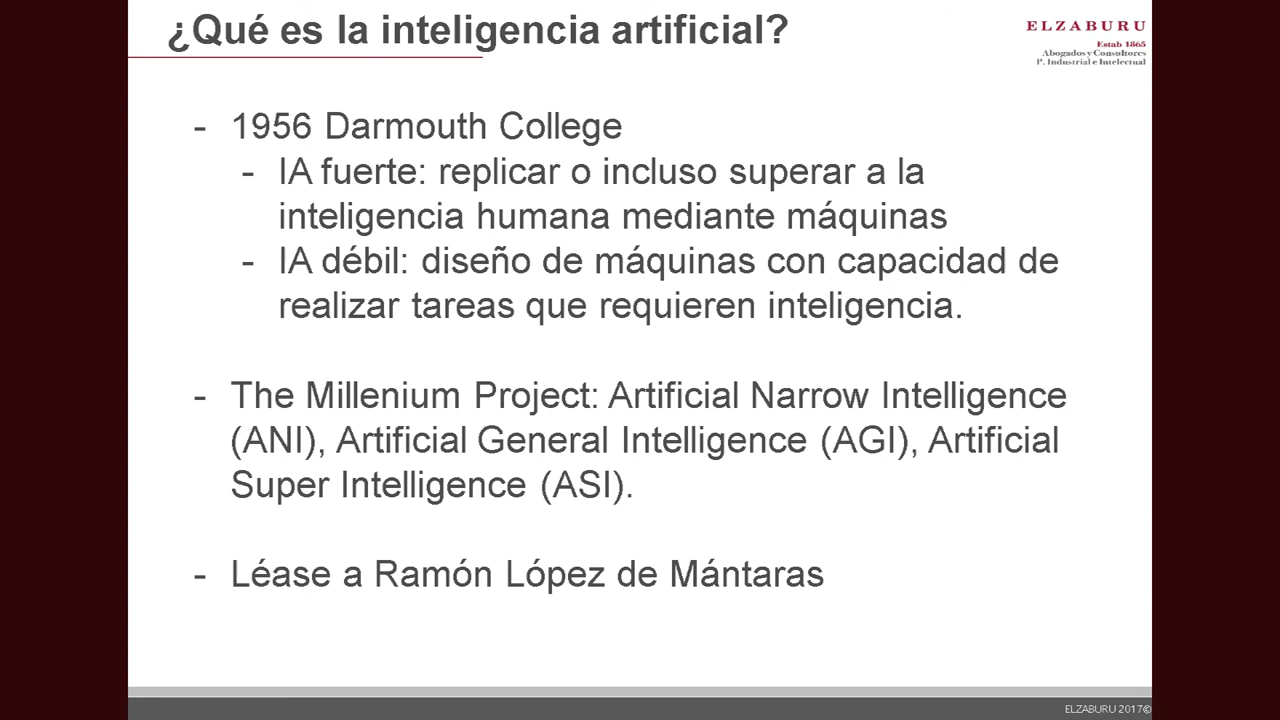 ¿Qué es la inteligencia artificial?
ELZABURU
Estab 1865
Abogados y Consultores
P. Industrial e Intelectual
- 1956 Darmouth College
- IA fuerte: replicar o incluso superar a la
inteligencia humana mediante máquinas
- IA débil: diseño de máquinas con capacidad de
realizar tareas que requieren inteligencia.
- The Millenium Project: Artificial Narrow Intelligence
(ANI), Artificial General Intelligence (AGI), Artificial
Super Intelligence (ASI).
- Léase a Ramón López de Mántaras
ELZABURU 2017©